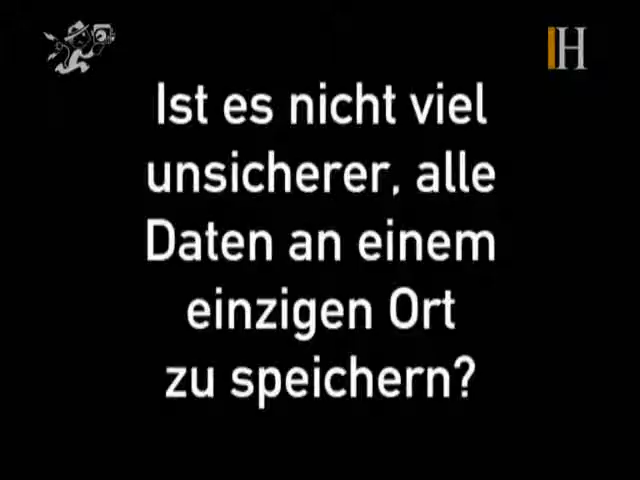 H
Ist es nicht viel
unsicherer, alle
Daten an einem
einzigen Ort
zu speichern?